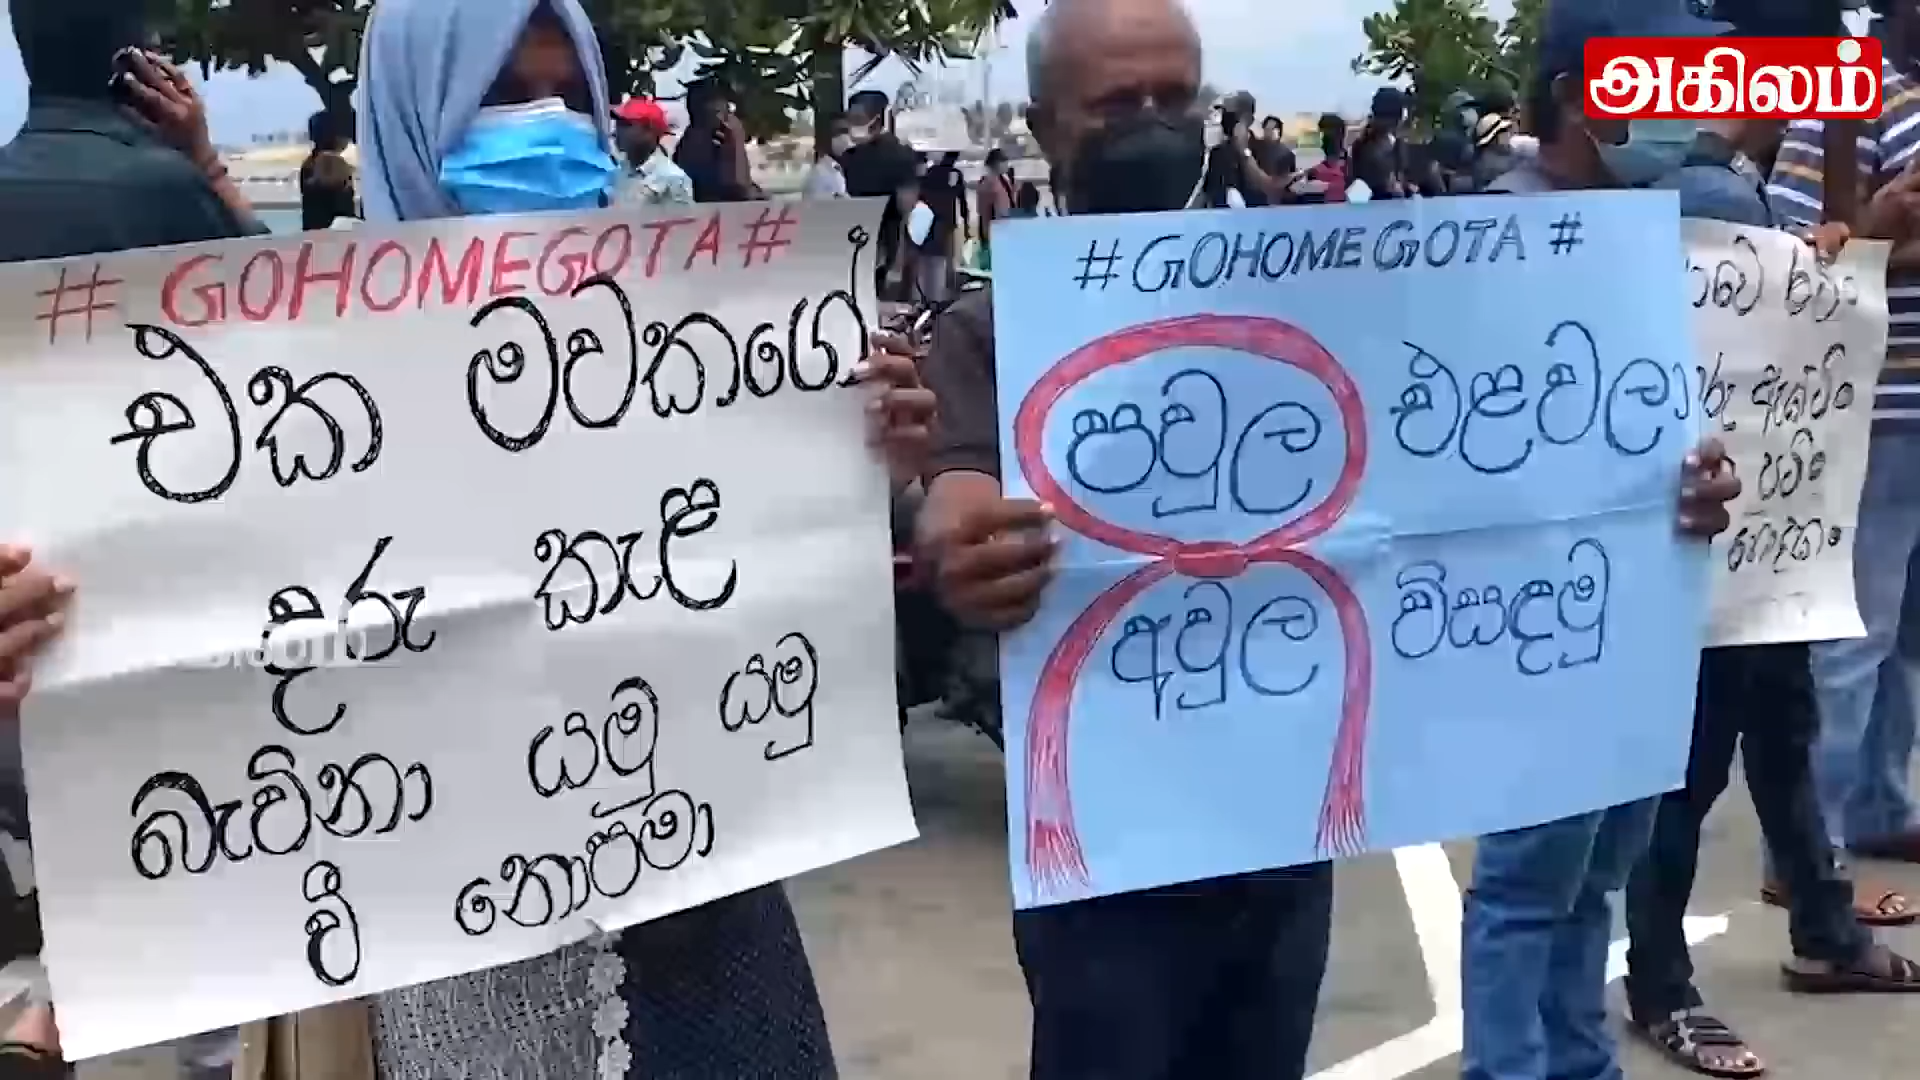 அகிலம்
# GOHOMEGOTA #
එක මවකගේ
දරු කැළ
බැව්නා යමු යමු
වී නොපමා
# GOHOMEGOTA #
පවුල එළවලා
අවුල විසඳමු